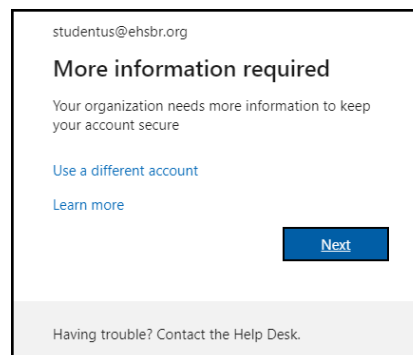 studentus@ehsbr.org
More information required
Your organization needs more information to keep
your account secure
Use a different account
Learn more
Next
Having trouble? Contact the Help Desk.